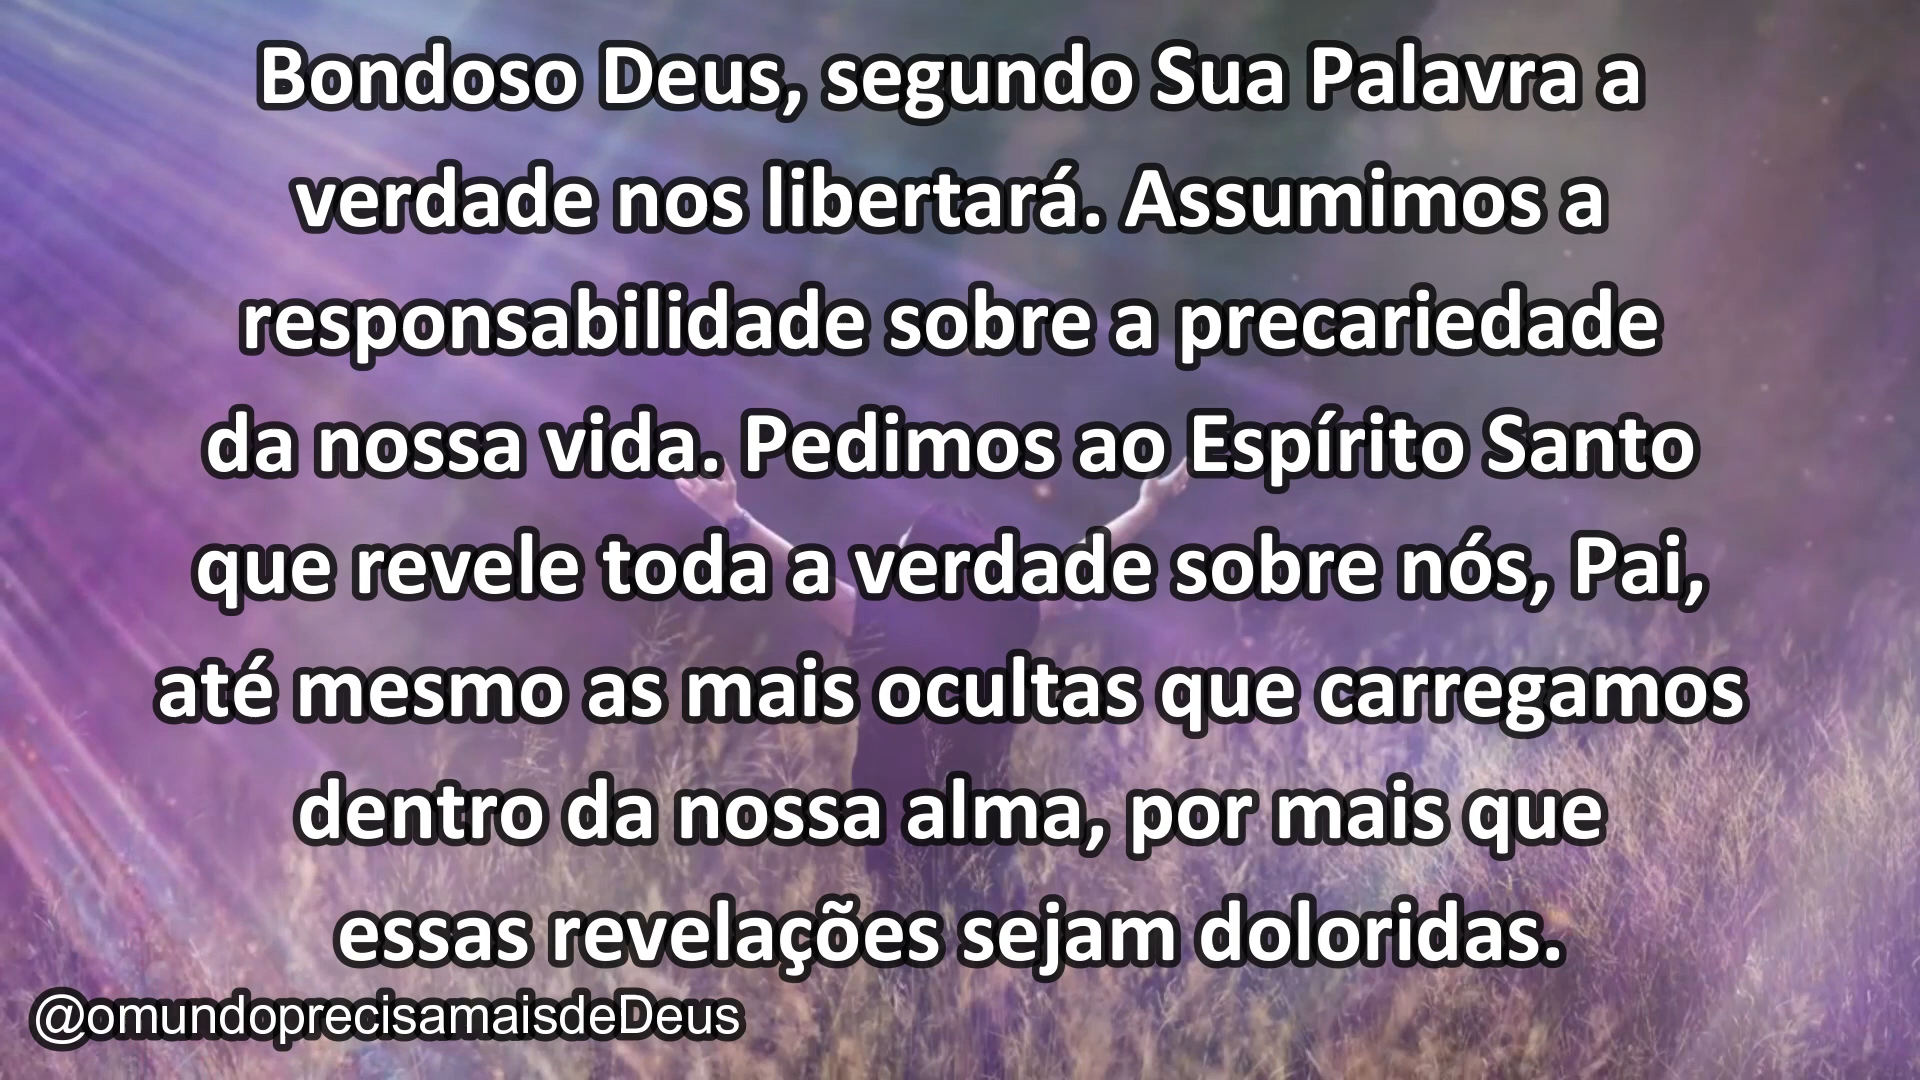 Bondoso Deus, segundo Sua Palavra a
verdade nos libertará. Assumimos a
responsabilidade sobre a precariedade
da nossa vida. Pedimos ao Espírito Santo
que revele toda a verdade sobre nós, Pai,
até mesmo as mais ocultas que carregamos
dentro da nossa alma, por mais que
essas revelações sejam doloridas.
@omundoprecisamaisdeDeus